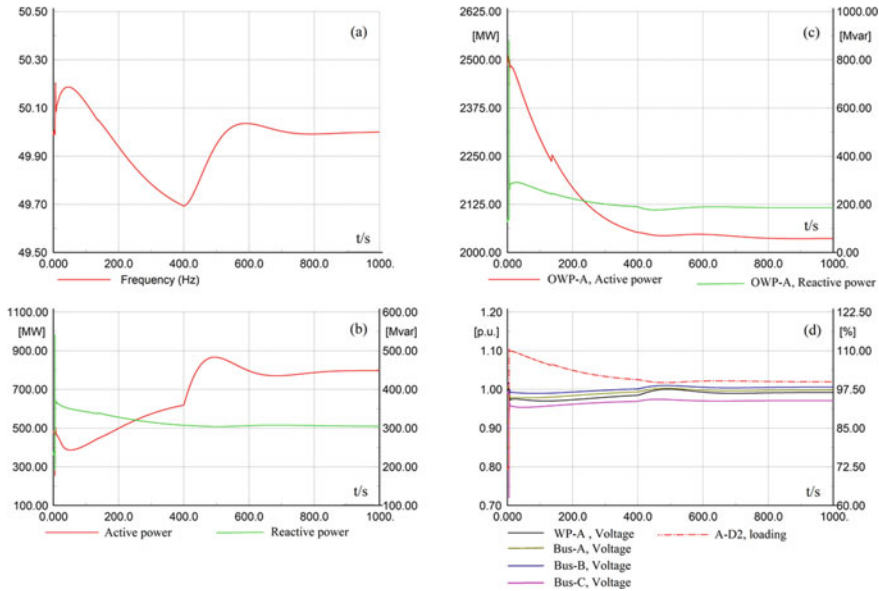 50.50
(a)
50.30
50.10
49.90
49.70
49.50
t/s
0.000 200.0 400.0 600.0 800.0 1000.
Frequency (Hz)
2625.00 1000.00
[MW] (c) [Mvar]
2500.00 800.00
2375.00 600.00
2250.00 400.00
2125.00 200.00
2000.00 t/s 0.00
0.000 200.0 400.0 600.0 800.0 1000.
OWP-A, Active power OWP-A, Reactive power
1100.00 600.00
[MW] (b) [Mvar]
900.00 500.00
700.00 400.00
500.00 300.00
300.00 200.00
100.00 t/s 100.00
0.000 200.0 400.0 600.0 800.0 1000.
Active power Reactive power
1.20 122.50
[p.u.] (d) [%]
1.10 110.00
1.00 97.50
0.90 85.00
0.80 72.50
0.70 t/s 60.00
0.000 200.0 400.0 600.0 800.0 1000.
WP-A , Voltage A-D2, loading
Bus-A, Voltage
Bus-B, Voltage
Bus-C, Voltage